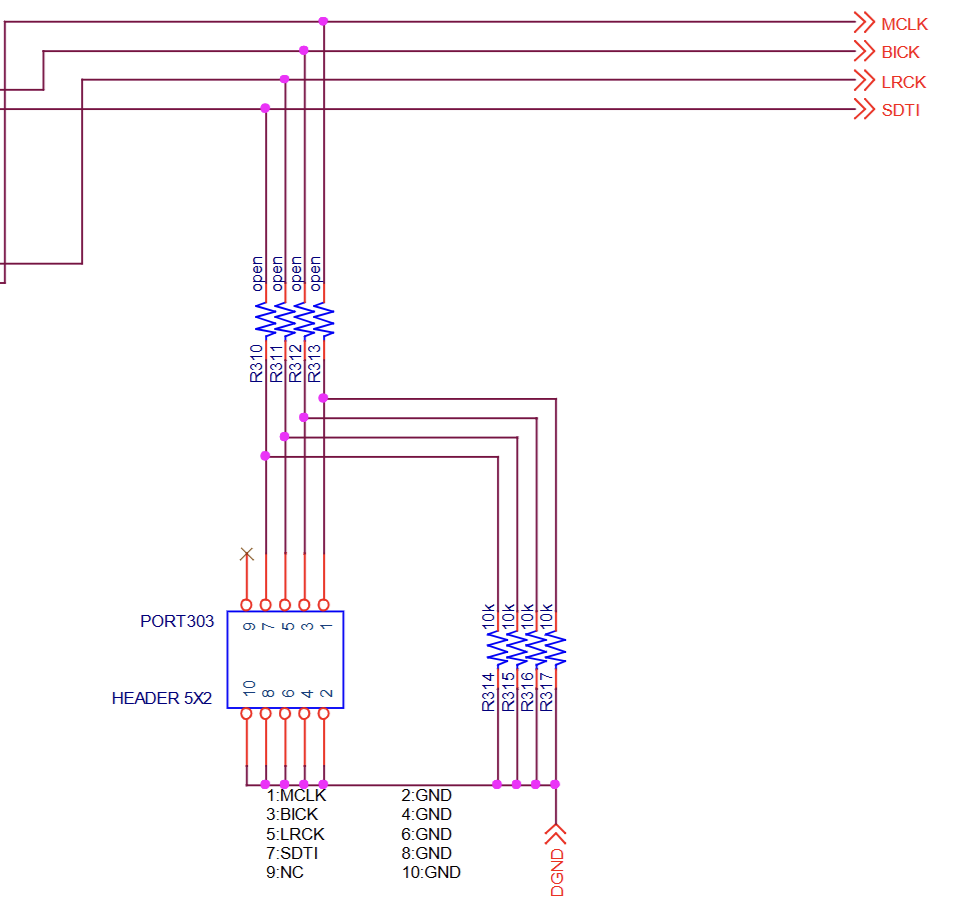 MCLK
BICK
LRCK
SDTI
open open open open
R310 R311 R312 R313
10k 10k 10k 10k
PORT303
9 7 5 3 1
10 8 6 4 2
HEADER 5X2
R314 R315 R316 R317
1:MCLK 2:GND
3:BICK 4:GND
5:LRCK 6:GND
7:SDTI 8:GND
9:NC 10:GND
DGND